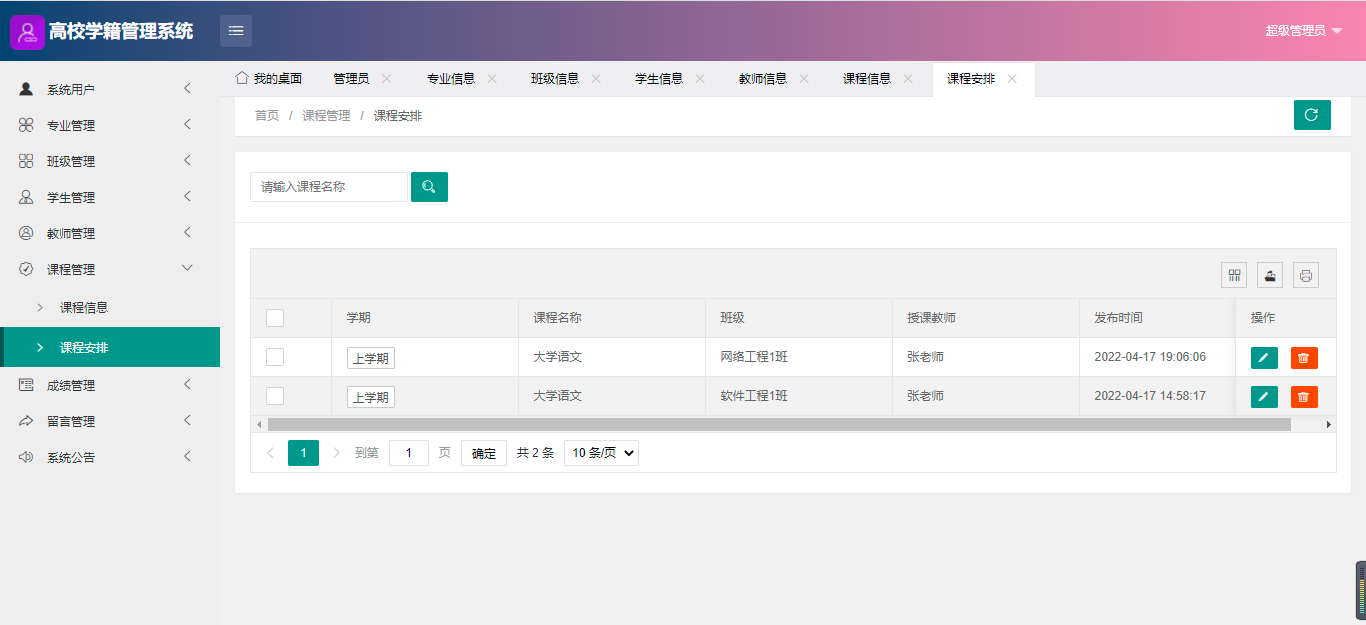 高校学籍管理系统
超级管理员
我的桌面 管理员 专业信息 班级信息 学生信息 教师信息 课程信息 课程安排
系统用户
专业管理
班级管理
学生管理
教师管理
课程管理
课程信息
课程安排
成绩管理
留言管理
系统公告
首页 / 课程管理 / 课程安排
请输入课程名称
学期 课程名称 班级 授课教师 发布时间 操作
上学期 大学语文 网络工程1班 张老师 2022-04-17 19:06:06
上学期 大学语文 软件工程1班 张老师 2022-04-17 14:58:17
1 到第 1 页 确定 共 2 条 10 条/页